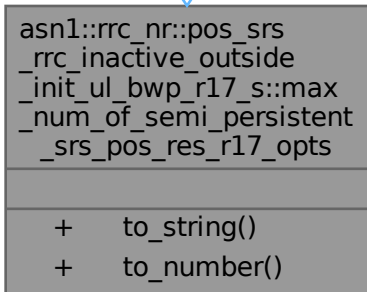 asn1::rrc_nr::pos_srs
_rrc_inactive_outside
_init_ul_bwp_r17_s::max
_num_of_semi_persistent
_srs_pos_res_r17_opts
+ to_string()
+ to_number()